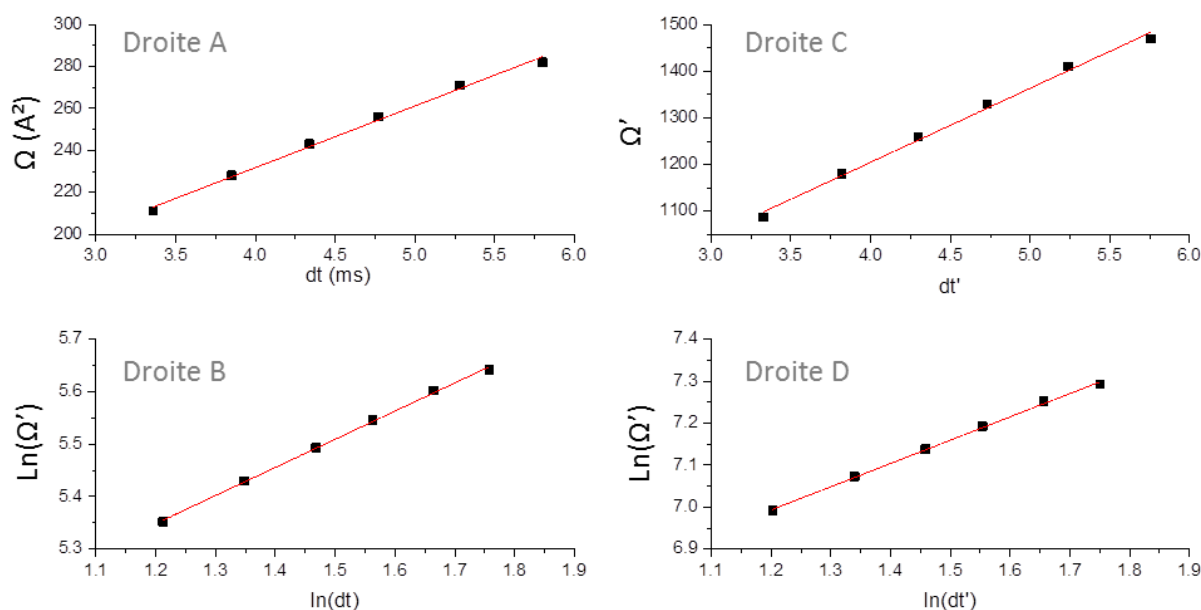 Droite A
Ω (A²)
300
280
260
240
220
200
3.0 3.5 4.0 4.5 5.0 5.5 6.0
dt (ms)
Droite C
Ω’
1500
1400
1300
1200
1100
3.0 3.5 4.0 4.5 5.0 5.5 6.0
dt'
Droite B
Ln(Ω’)
5.7
5.6
5.5
5.4
5.3
1.1 1.2 1.3 1.4 1.5 1.6 1.7 1.8 1.9
ln(dt)
Droite D
Ln(Ω’)
7.4
7.3
7.2
7.1
7.0
6.9
1.1 1.2 1.3 1.4 1.5 1.6 1.7 1.8 1.9
ln(dt')